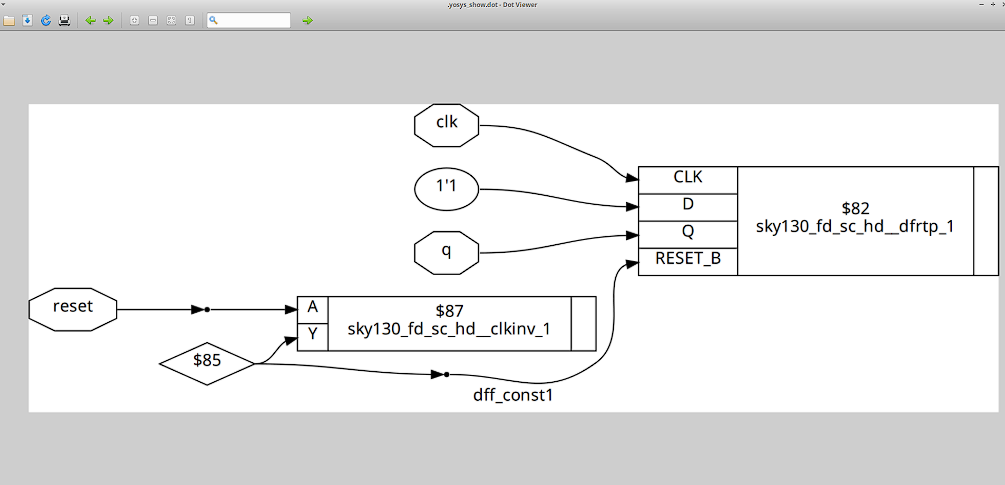 .yosys_show.dot - Dot Viewer
clk
1'1
q
CLK
D
Q
RESET_B
$82
sky130_fd_sc_hd__dfrtp_1
reset
A
Y
$87
sky130_fd_sc_hd__clkinv_1
$85
dff_const1